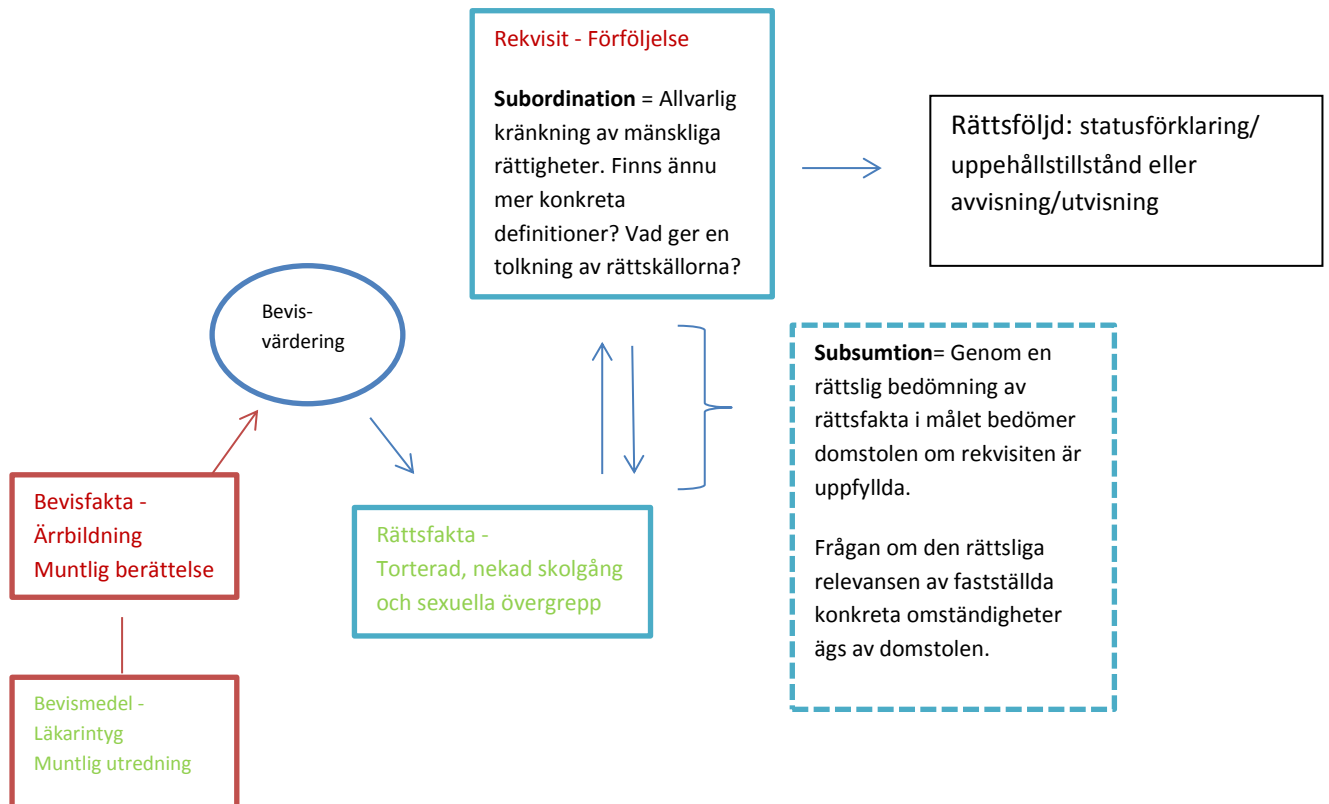 Rekvisit - Förföljelse
Subordination = Allvarlig
kränkning av mänskliga
rättigheter. Finns ännu
mer konkreta
definitioner? Vad ger en
tolkning av rättskällorna?
Rättsföljd: statusförklaring/
uppehållstillstånd eller
avvisning/utvisning
Bevis-
värdering
Subsumtion= Genom en
rättslig bedömning av
rättsfakta i målet bedömer
domstolen om rekvisiten är
uppfyllda.
Frågan om den rättsliga
relevansen av fastställda
konkreta omständigheter
ägs av domstolen.
Bevisfakta -
Ärrbildning
Muntlig berättelse
Rättsfakta -
Torterad, nekad skolgång
och sexuella övergrepp
Bevismedel -
Läkarintyg
Muntlig utredning